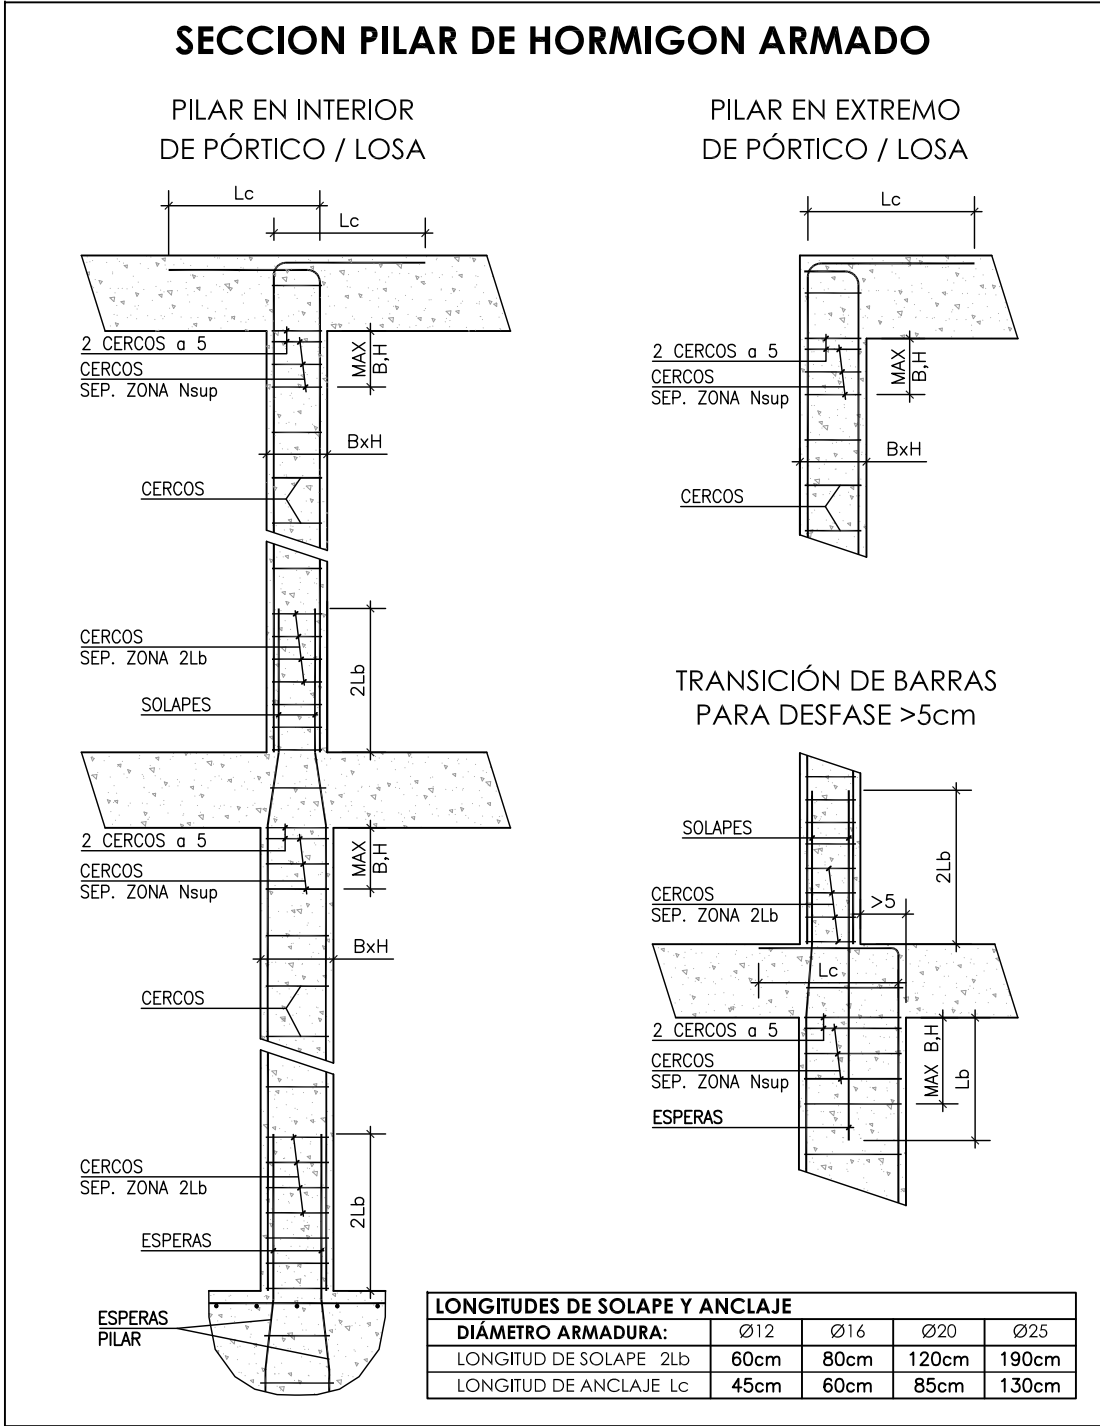 SECCION PILAR DE HORMIGON ARMADO
PILAR EN INTERIOR
DE PÓRTICO / LOSA
Lc
Lc
2 CERCOS a 5
CERCOS
SEP. ZONA Nsup
MAX
B,H
BxH
CERCOS
CERCOS
SEP. ZONA 2Lb
SOLAPES
2Lb
2 CERCOS a 5
CERCOS
SEP. ZONA Nsup
MAX
B,H
BxH
CERCOS
CERCOS
SEP. ZONA 2Lb
ESPERAS
2Lb
ESPERAS
PILAR
PILAR EN EXTREMO
DE PÓRTICO / LOSA
Lc
2 CERCOS a 5
CERCOS
SEP. ZONA Nsup
MAX
B,H
BxH
CERCOS
TRANSICIÓN DE BARRAS
PARA DESFASE >5cm
SOLAPES
2Lb
CERCOS
SEP. ZONA 2Lb
>5
Lc
2 CERCOS a 5
CERCOS
SEP. ZONA Nsup
MAX B,H
Lb
ESPERAS
LONGITUDES DE SOLAPE Y ANCLAJE
DIÁMETRO ARMADURA: Ø12 Ø16 Ø20 Ø25
LONGITUD DE SOLAPE 2Lb 60cm 80cm 120cm 190cm
LONGITUD DE ANCLAJE Lc 45cm 60cm 85cm 130cm